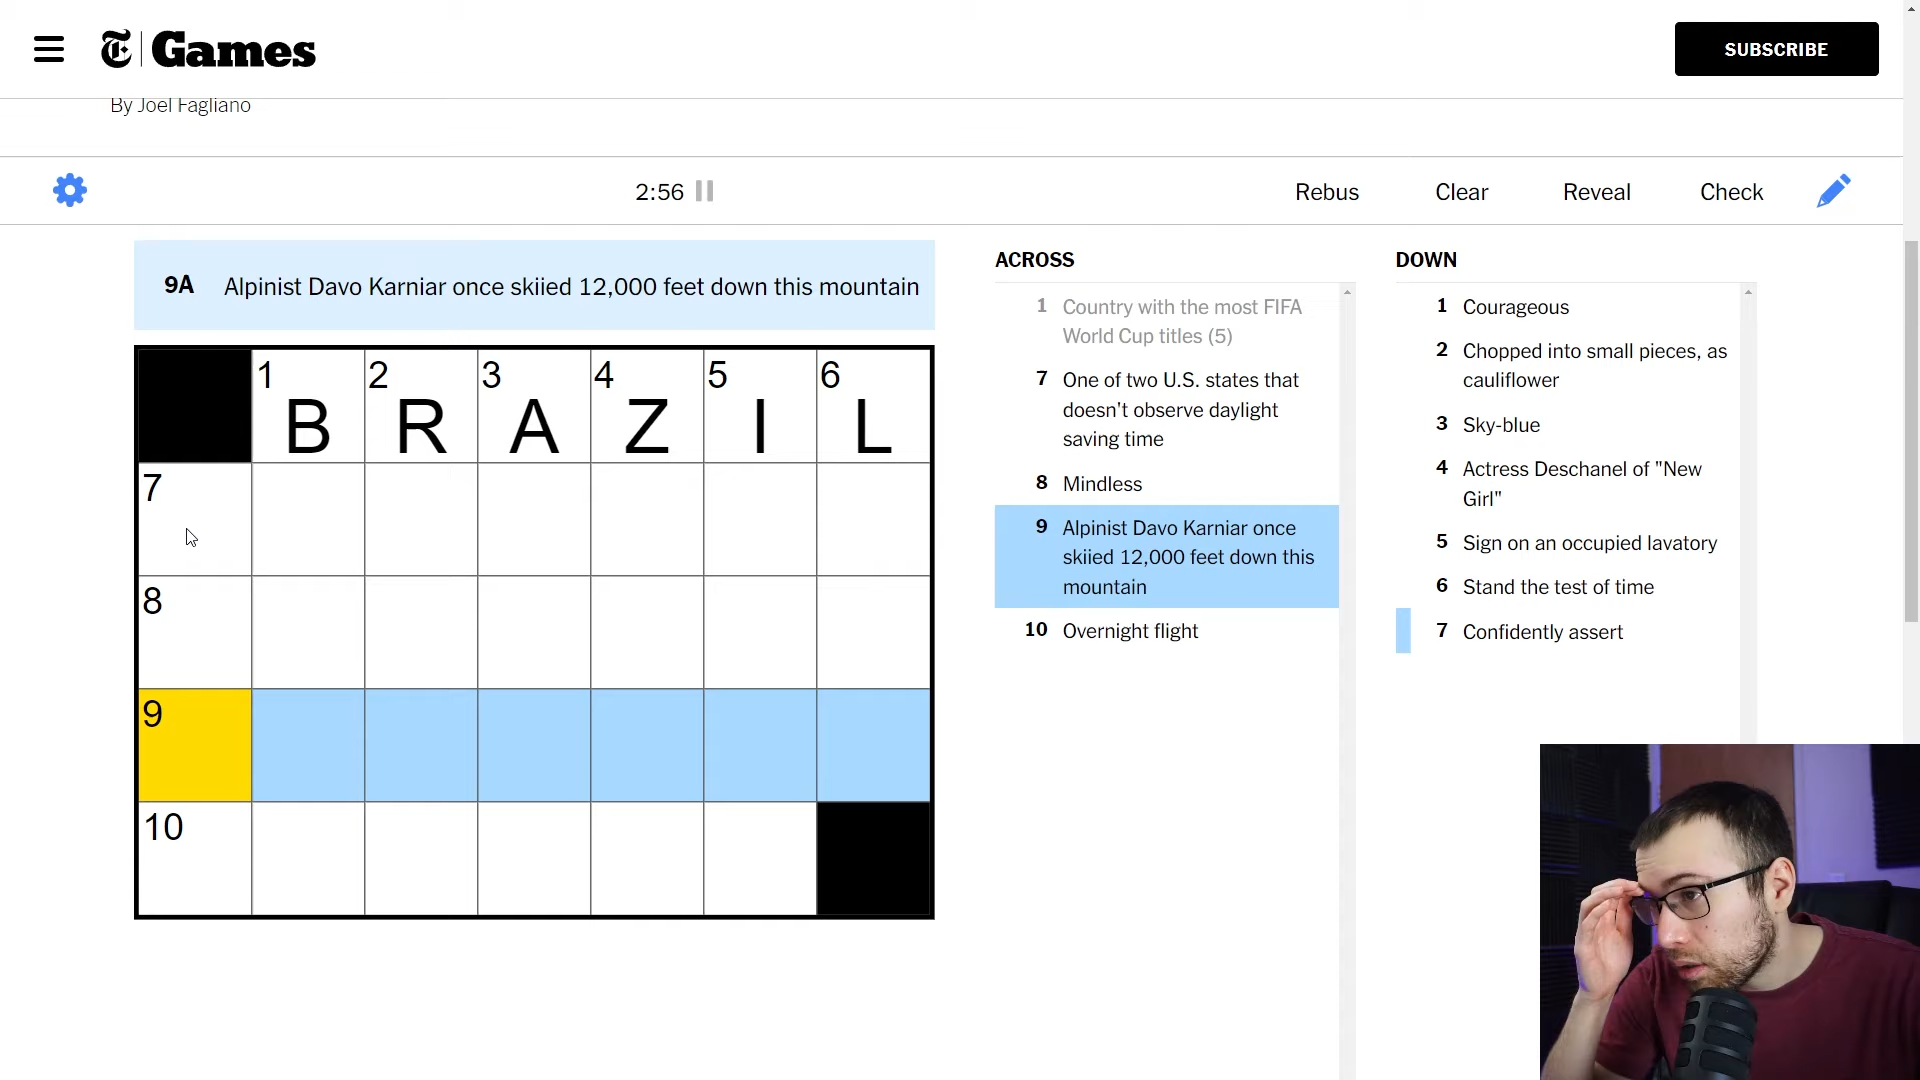 Games
SUBSCRIBE
By Joel Fagliano
2:56
Rebus
Clear
Reveal
Check
9A Alpinist Davo Karniar once skiied 12,000 feet down this mountain
1 B
2 R
3 A
4 Z
5 I
6 L
7
8
9
10
ACROSS
1 Country with the most FIFA
World Cup titles (5)
7 One of two U.S. states that
doesn't observe daylight
saving time
8 Mindless
9 Alpinist Davo Karniar once
skiied 12,000 feet down this
mountain
10 Overnight flight
DOWN
1 Courageous
2 Chopped into small pieces, as
cauliflower
3 Sky-blue
4 Actress Deschanel of "New
Girl"
5 Sign on an occupied lavatory
6 Stand the test of time
7 Confidently assert